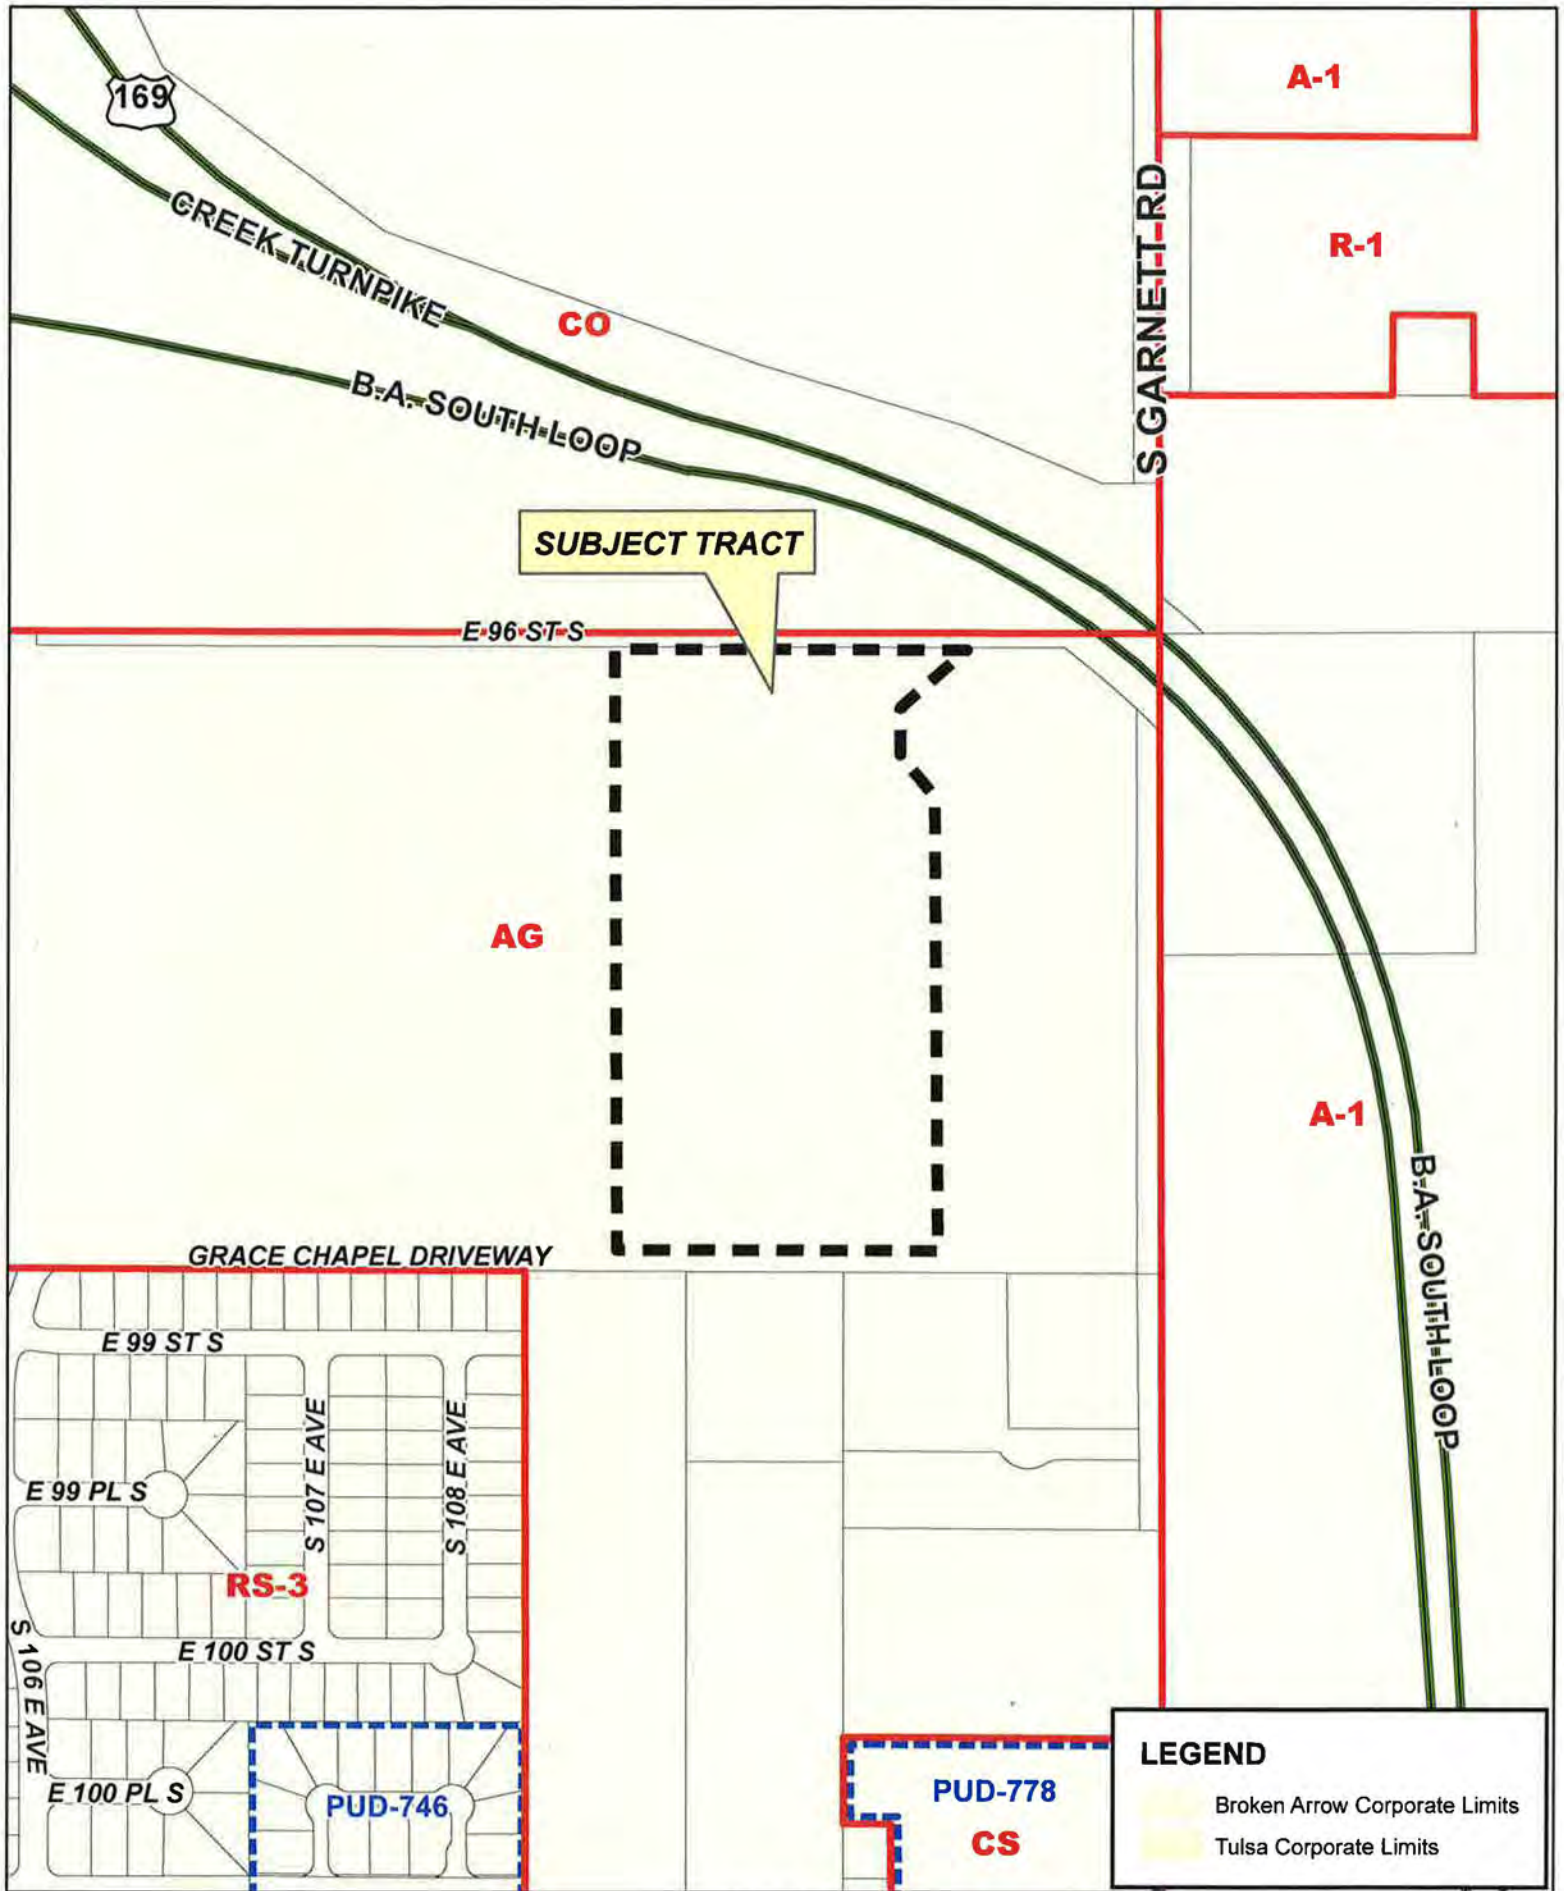 A-1
169
S GARNETT RD
CREEK TURNPIKE
R-1
CO
B.A. SOUTH LOOP
SUBJECT TRACT
E 96 ST S
AG
A-1
B.A. SOUTH LOOP
GRACE CHAPEL DRIVEWAY
E 99 ST S
S 107 E AVE
S 108 E AVE
E 99 PL S
RS-3
S 106 E AVE
E 100 ST S
E 100 PL S
PUD-746
PUD-778
CS
LEGEND
Broken Arrow Corporate Limits
Tulsa Corporate Limits